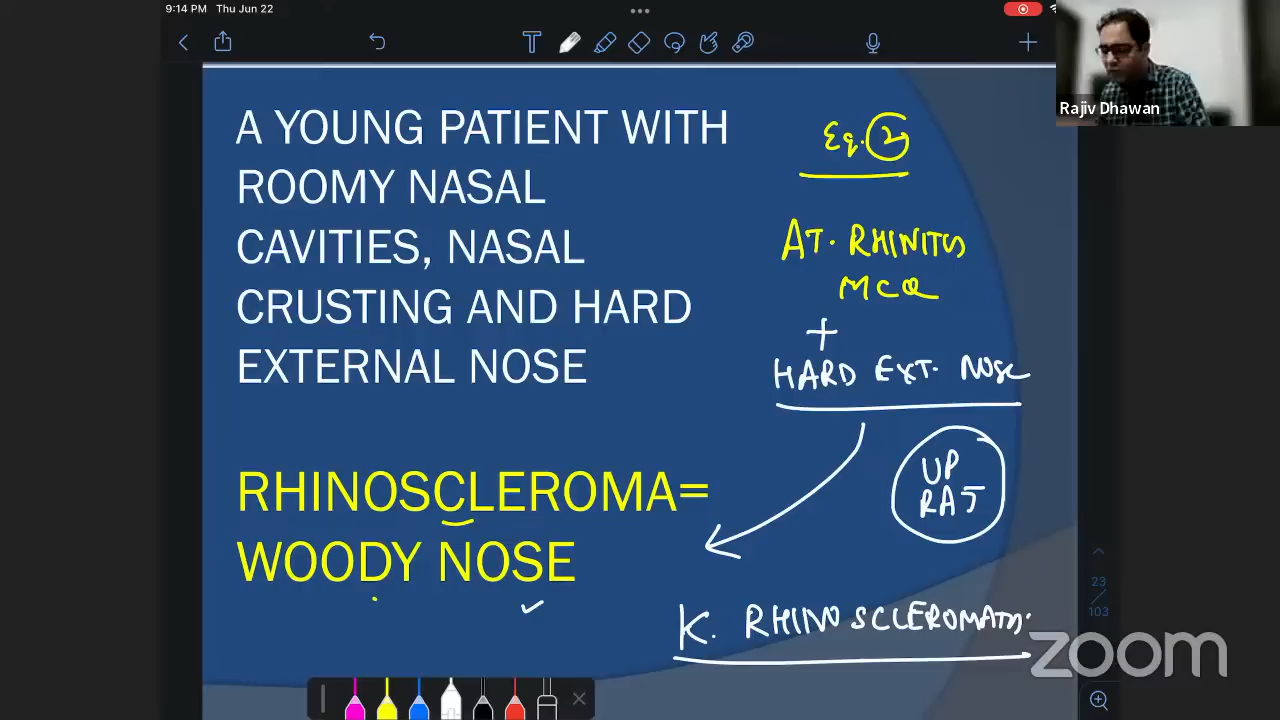 9:14 PM Thu Jun 22
Rajiv Dhawan
A YOUNG PATIENT WITH
ROOMY NASAL
CAVITIES, NASAL
CRUSTING AND HARD
EXTERNAL NOSE
RHINOSCLEROMA=
WOODY NOSE
Eq. 2
AT. RHINITIS
MCQ
+
HARD EXT. NOSE
UP
RAJ
K. RHINOSCLEROMATIS
23
103
zoom